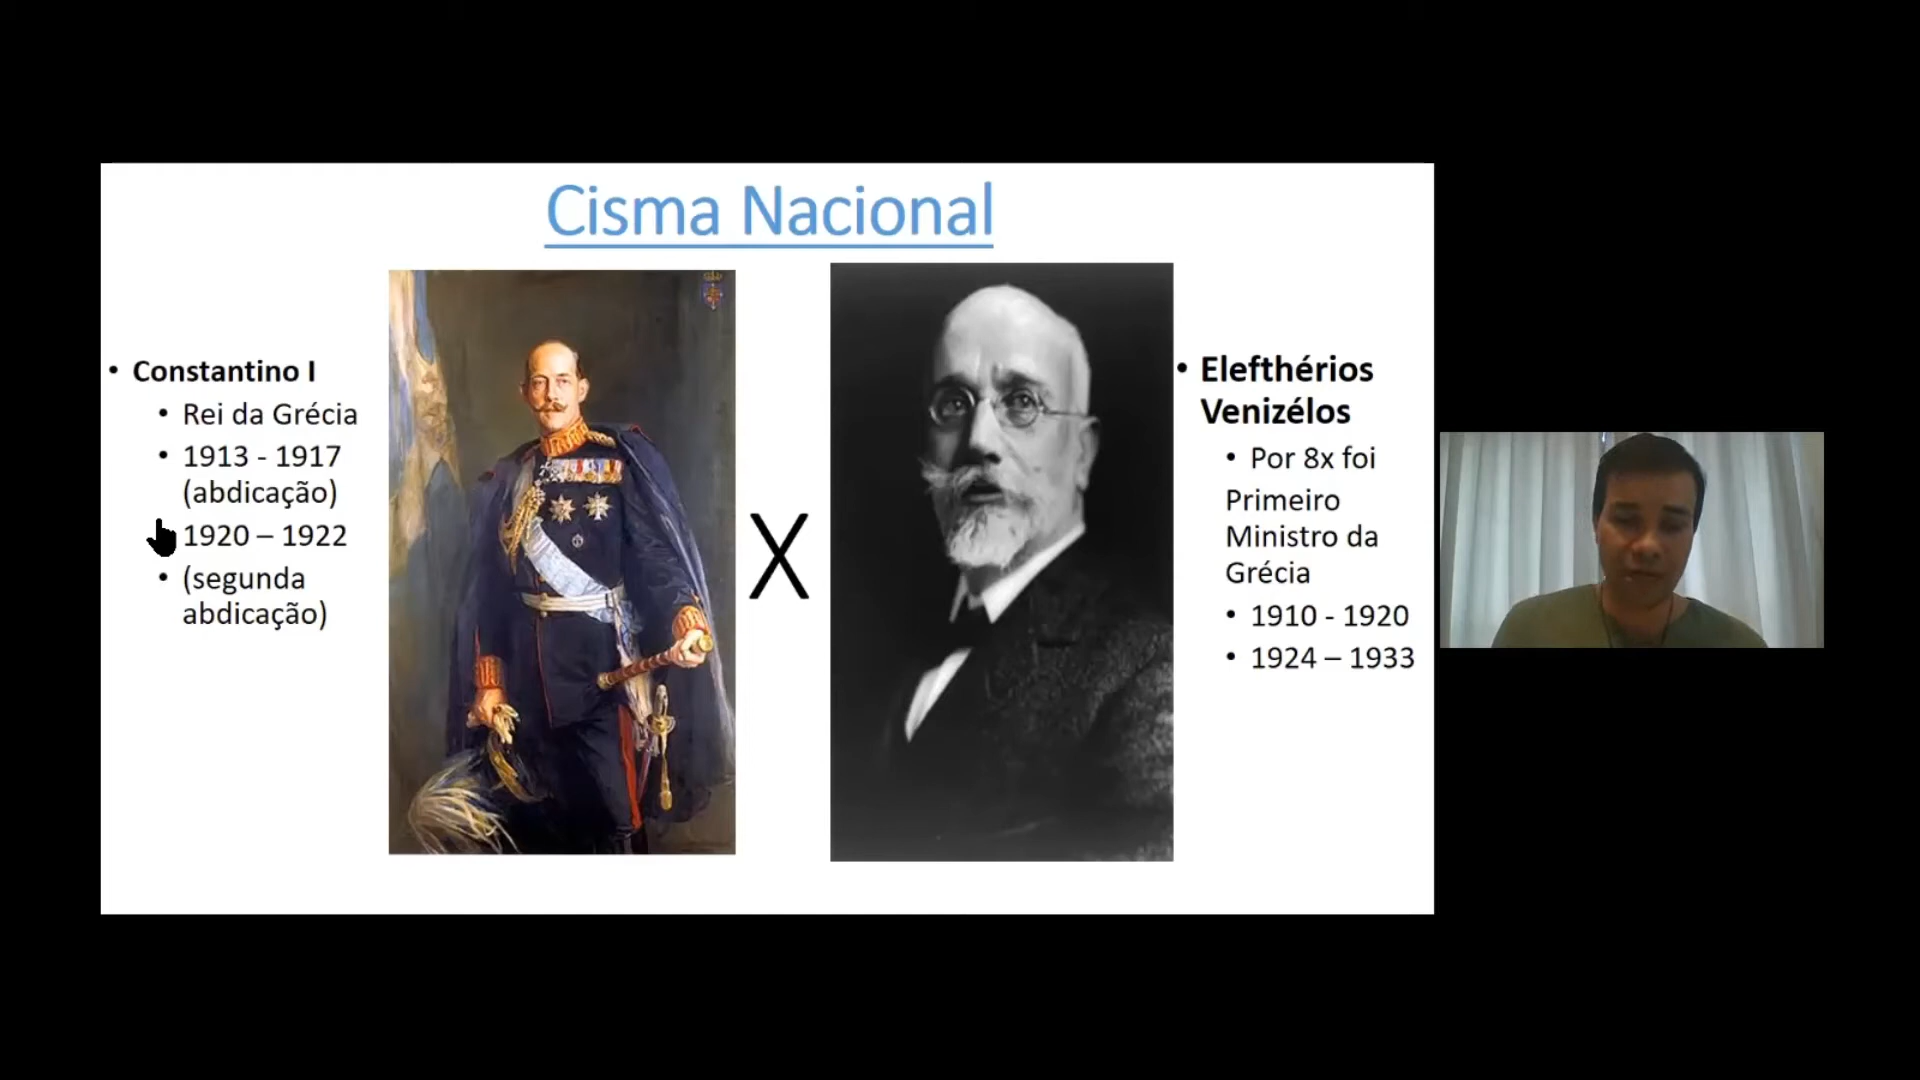 Cisma Nacional
Constantino I
Rei da Grécia
1913 - 1917
(abdicação)
1920 – 1922
(segunda
abdicação)
X
Elefthérios
Venizélos
Por 8x foi
Primeiro
Ministro da
Grécia
1910 - 1920
1924 – 1933